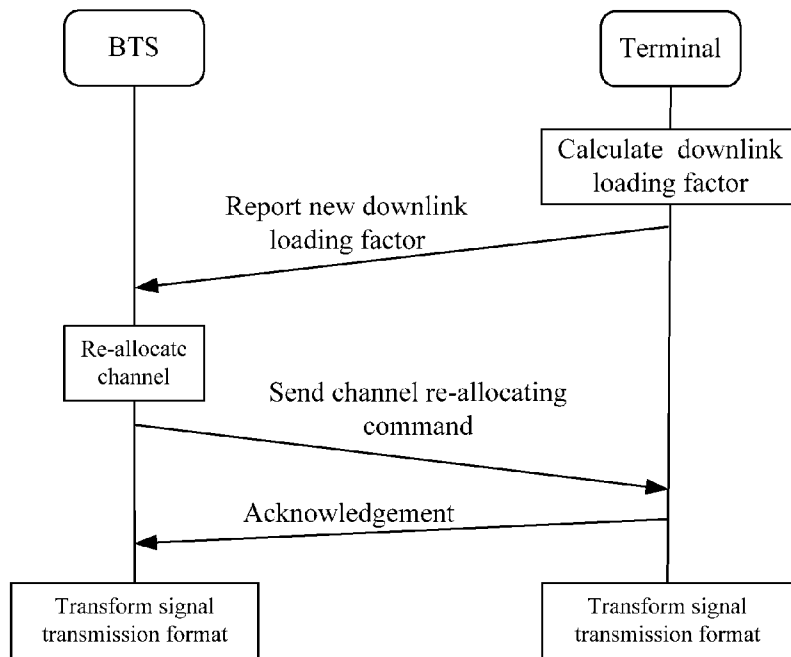 BTS
Terminal
Calculate downlink
loading factor
Report new downlink
loading factor
Re-allocate
channel
Send channel re-allocating
command
Acknowledgement
Transform signal
transmission format
Transform signal
transmission format